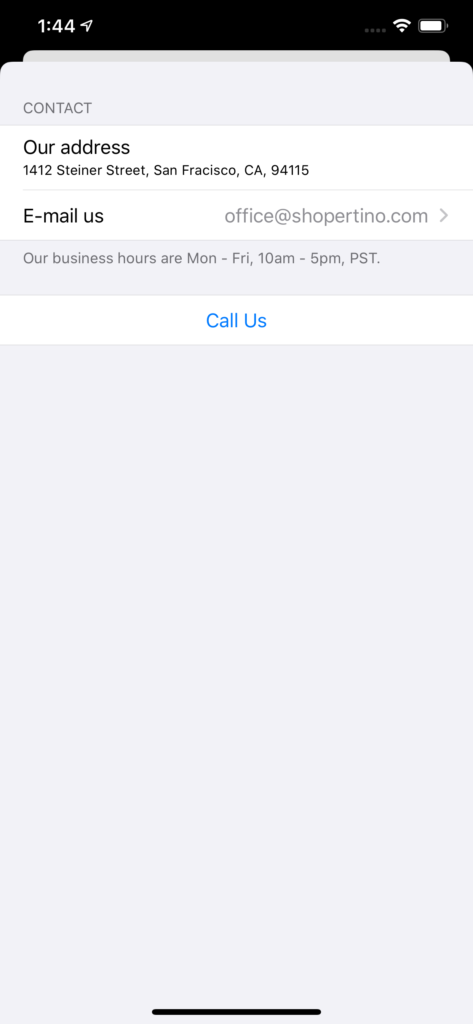 1:44
CONTACT
Our address
1412 Steiner Street, San Fracisco, CA, 94115
E-mail us office@shopertino.com
Our business hours are Mon - Fri, 10am - 5pm, PST.
Call Us